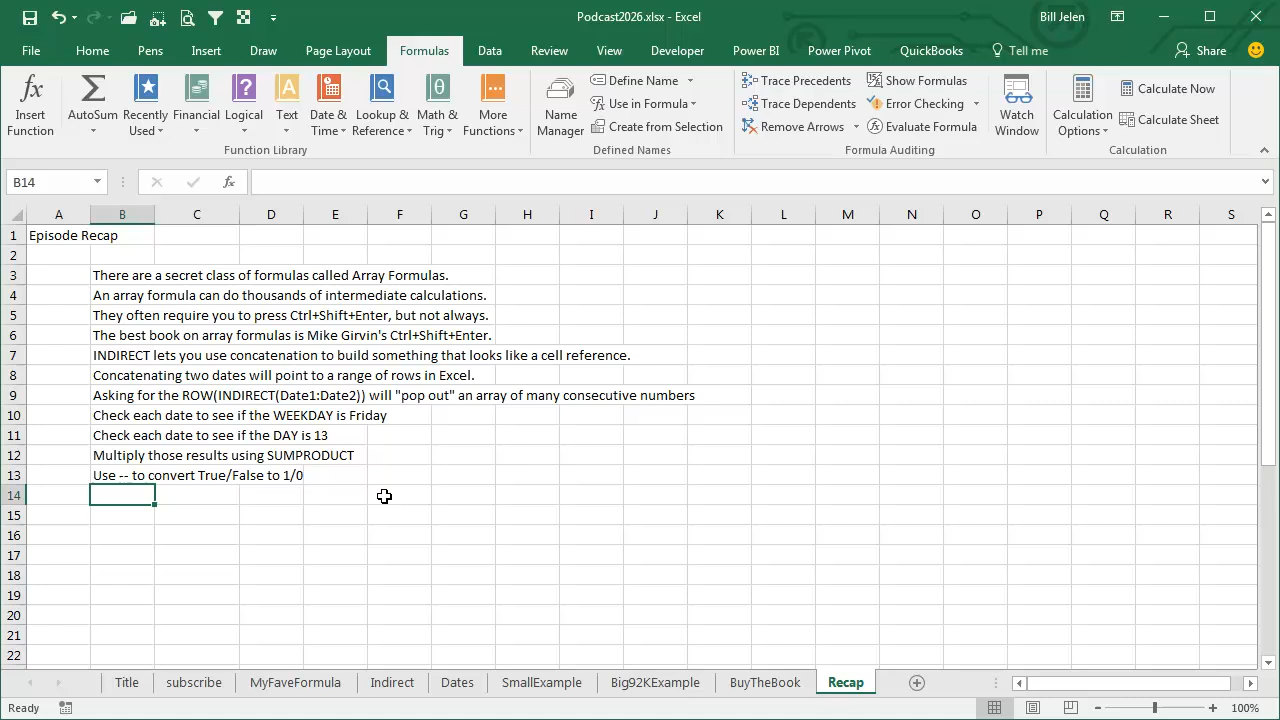 Podcast2026.xlsx - Excel
Bill Jelen
File Home Pens Insert Draw Page Layout Formulas Data Review View Developer Power BI Power Pivot QuickBooks Tell me Share
fx Insert Function
Σ AutoSum
Recently Used
Financial
? Logical
A Text
Date & Time
Lookup & Reference
θ Math & Trig
More Functions
Function Library
Name Manager
Define Name
Use in Formula
Create from Selection
Defined Names
Trace Precedents
Trace Dependents
Remove Arrows
Show Formulas
Error Checking
Evaluate Formula
Formula Auditing
Watch Window
Calculation Options
Calculate Now
Calculate Sheet
Calculation
B14 fx
A B C D E F G H I J K L M N O P Q R S
1 Episode Recap
2
3 There are a secret class of formulas called Array Formulas.
4 An array formula can do thousands of intermediate calculations.
5 They often require you to press Ctrl+Shift+Enter, but not always.
6 The best book on array formulas is Mike Girvin's Ctrl+Shift+Enter.
7 INDIRECT lets you use concatenation to build something that looks like a cell reference.
8 Concatenating two dates will point to a range of rows in Excel.
9 Asking for the ROW(INDIRECT(Date1:Date2)) will "pop out" an array of many consecutive numbers
10 Check each date to see if the WEEKDAY is Friday
11 Check each date to see if the DAY is 13
12 Multiply those results using SUMPRODUCT
13 Use -- to convert True/False to 1/0
14
15
16
17
18
19
20
21
22
Title subscribe MyFaveFormula Indirect Dates SmallExample Big92KExample BuyTheBook Recap
Ready 100%